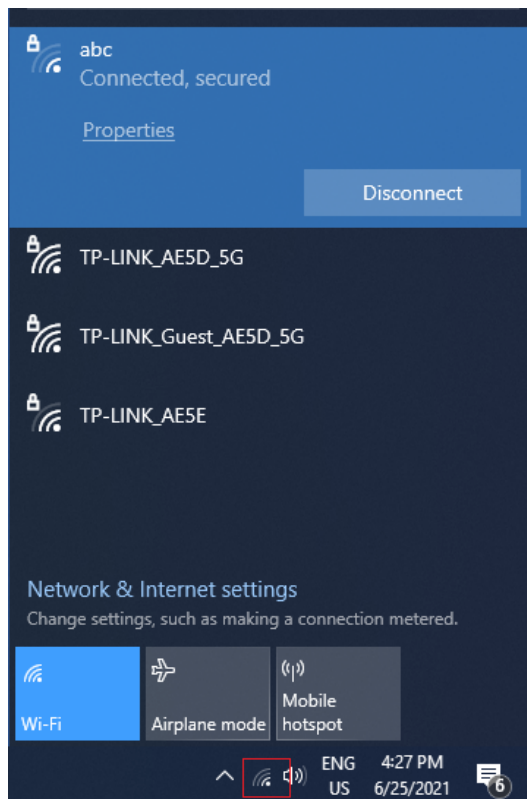 abc
Connected, secured
Properties
Disconnect
TP-LINK_AE5D_5G
TP-LINK_Guest_AE5D_5G
TP-LINK_AE5E
Network & Internet settings
Change settings, such as making a connection metered.
Wi-Fi
Airplane mode
Mobile
hotspot
ENG
US
4:27 PM
6/25/2021
6